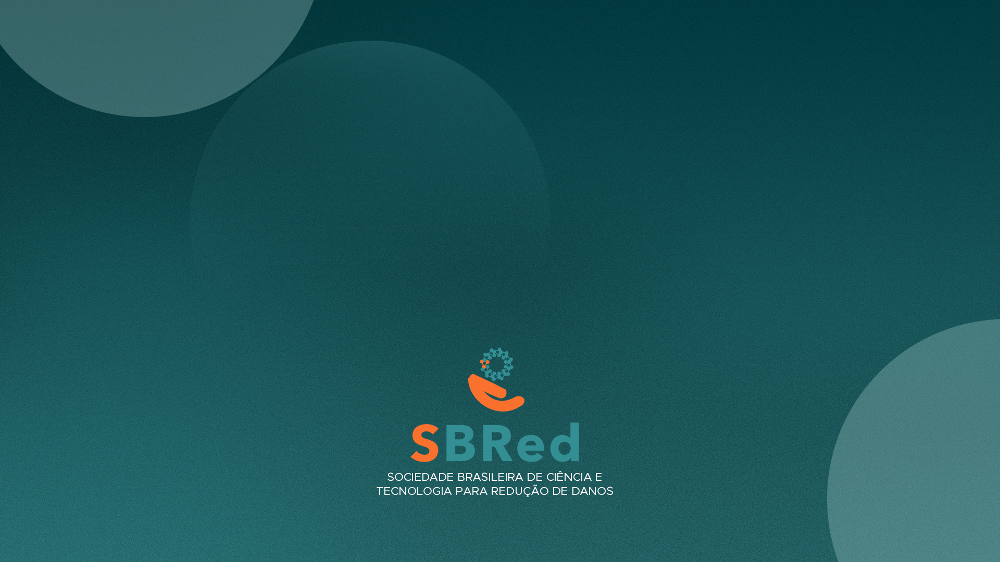 SBRed
SOCIEDADE BRASILEIRA DE CIÊNCIA E
TECNOLOGIA PARA REDUÇÃO DE DANOS